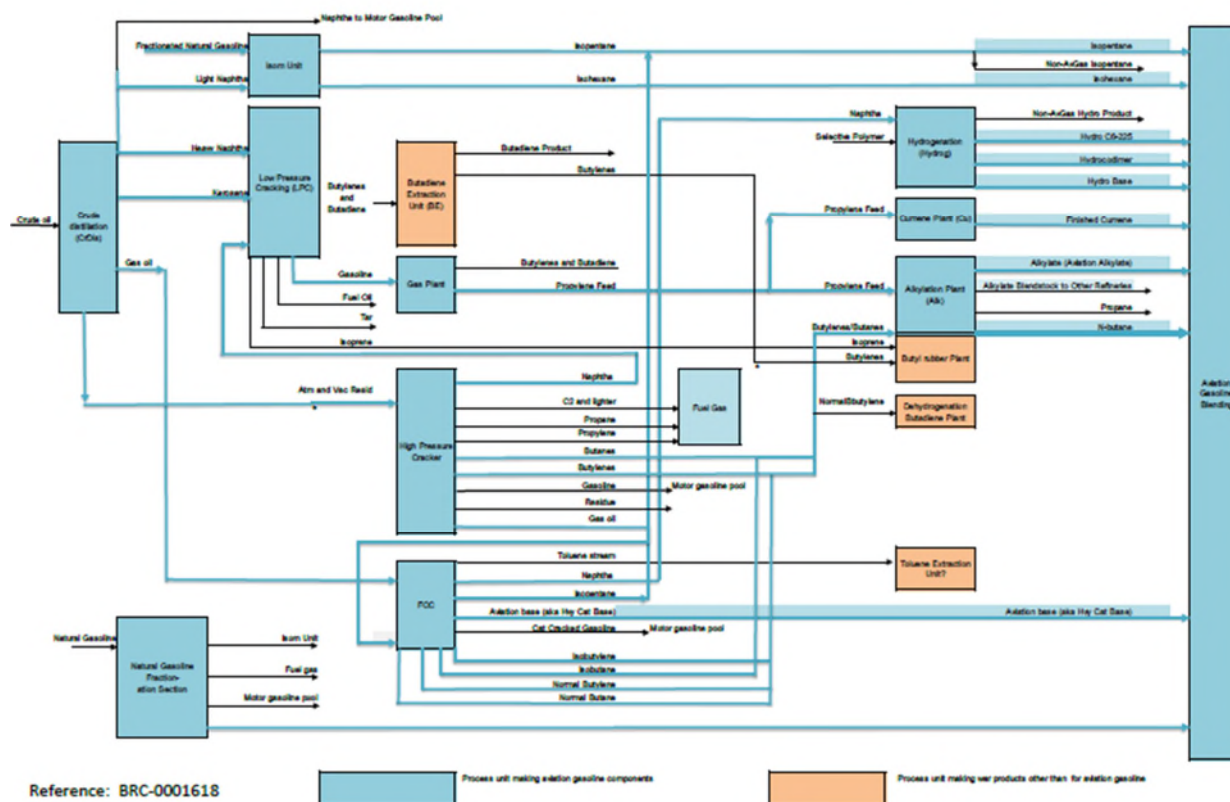 Naphtha to Motor Gasoline Pool
Fractionated Natural Gasoline
Isom Unit
Isopentane
Isopentane
Non-AvGas Isopentane
Light Naphtha
Isohexane
Isohexane
Heavy Naphtha
Low Pressure
Cracking (LPC)
Kerosene
Crude oil
Crude
distillation
(CrDis)
Gas oil
Butylenes
and
Butadiene
Butadiene
Extraction
Unit (BE)
Butadiene Product
Butylenes
Naphtha
Selective Polymer
Hydrogenation
(Hydrog)
Non-AvGas Hydro Product
Hydro C6-225
Hydrocodimer
Hydro Base
Propylene Feed
Cumene Plant (Cu)
Finished Cumene
Gasoline
Gas Plant
Butylenes and Butadiene
Propylene Feed
Fuel Oil
Tar
Isoprene
Propylene Feed
Alkylation Plant
(Alk)
Alkylate (Aviation Alkylate)
Alkylate Blendstock to Other Refineries
Propane
N-butane
Butylenes/Butanes
Isoprene
Butylenes
Butyl rubber Plant
Atm and Vac Resid
High Pressure
Cracker
Naphtha
C2 and lighter
Propane
Propylene
Fuel Gas
Butanes
Butylenes
Gasoline
Motor gasoline pool
Residue
Gas oil
Dehydrogenation
Butadiene Plant
Aviation
Gasoline
Blending
Toluene stream
Toluene Extraction
Unit?
FCC
Naphtha
Isopentane
Aviation base (aka Hvy Cat Base)
Aviation base (aka Hvy Cat Base)
Cat Cracked Gasoline
Motor gasoline pool
Isobutylene
Isobutane
Normal Butylene
Normal Butane
Natural Gasoline
Natural Gasoline
Fraction-
ation Section
Isom Unit
Fuel gas
Motor gasoline pool
Reference: BRC-0001618
Process unit making aviation gasoline components
Process unit making war products other than for aviation gasoline